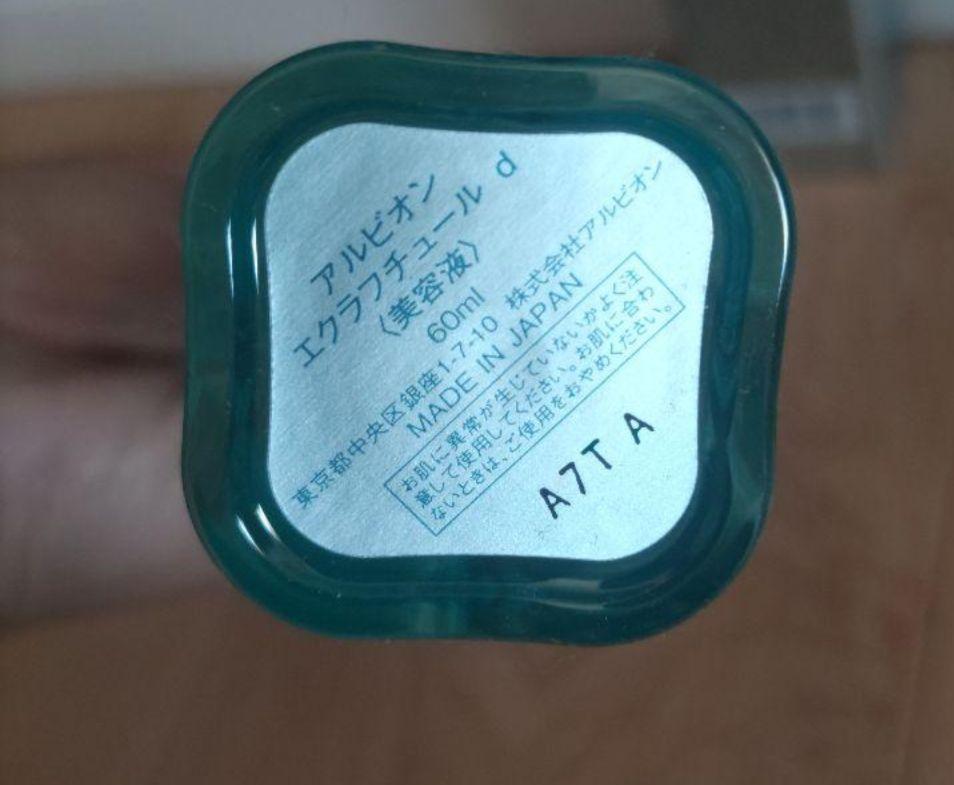 アルビオン
エクラフチュール d
〈美容液〉
60ml
東京都中央区銀座1-7-10 株式会社アルビオン
MADE IN JAPAN
お肌に異常が生じていないかよく注
意して使用してください。お肌に合わ
ないときは、ご使用をおやめください。
A7T A